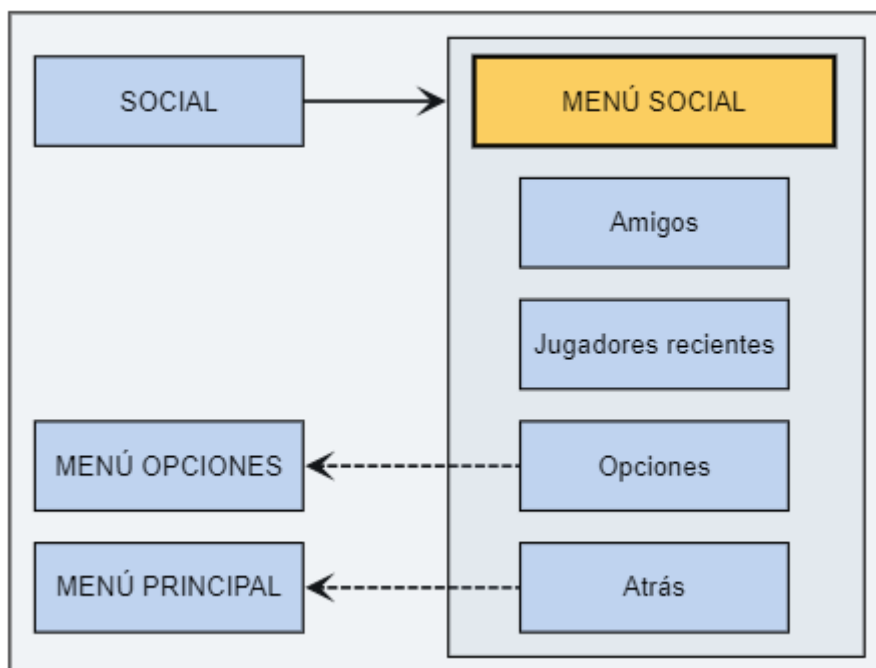 SOCIAL
MENÚ SOCIAL
Amigos
Jugadores recientes
MENÚ OPCIONES
Opciones
MENÚ PRINCIPAL
Atrás